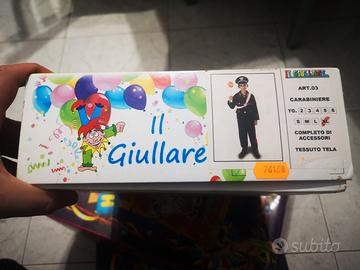 Il
Giullare
ART.03
CARABINIERE
TG. 2 3 4 5 6
S M L
COMPLETO DI
ACCESSORI
TESSUTO TELA
subito